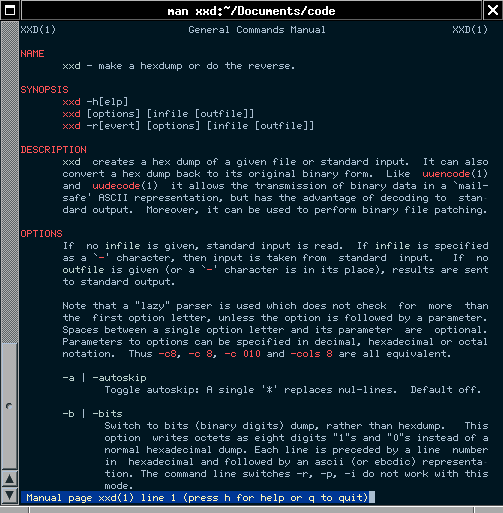 man xxd:~/Documents/code
XXD(1) General Commands Manual XXD(1)
NAME
xxd - make a hexdump or do the reverse.
SYNOPSIS
xxd -h[elp]
xxd [options] [infile [outfile]]
xxd -r[evert] [options] [infile [outfile]]
DESCRIPTION
xxd creates a hex dump of a given file or standard input. It can also
convert a hex dump back to its original binary form. Like uuencode(1)
and uudecode(1) it allows the transmission of binary data in a `mail-
safe' ASCII representation, but has the advantage of decoding to stan-
dard output. Moreover, it can be used to perform binary file patching.
OPTIONS
If no infile is given, standard input is read. If infile is specified
as a `-' character, then input is taken from standard input. If no
outfile is given (or a `-' character is in its place), results are sent
to standard output.
Note that a "lazy" parser is used which does not check for more than
the first option letter, unless the option is followed by a parameter.
Spaces between a single option letter and its parameter are optional.
Parameters to options can be specified in decimal, hexadecimal or octal
notation. Thus -c8, -c 8, -c 010 and -cols 8 are all equivalent.
-a | -autoskip
Toggle autoskip: A single '*' replaces nul-lines. Default off.
-b | -bits
Switch to bits (binary digits) dump, rather than hexdump. This
option writes octets as eight digits "1"s and "0"s instead of a
normal hexadecimal dump. Each line is preceded by a line number
in hexadecimal and followed by an ascii (or ebcdic) representa-
tion. The command line switches -r, -p, -i do not work with this
mode.
Manual page xxd(1) line 1 (press h for help or q to quit)